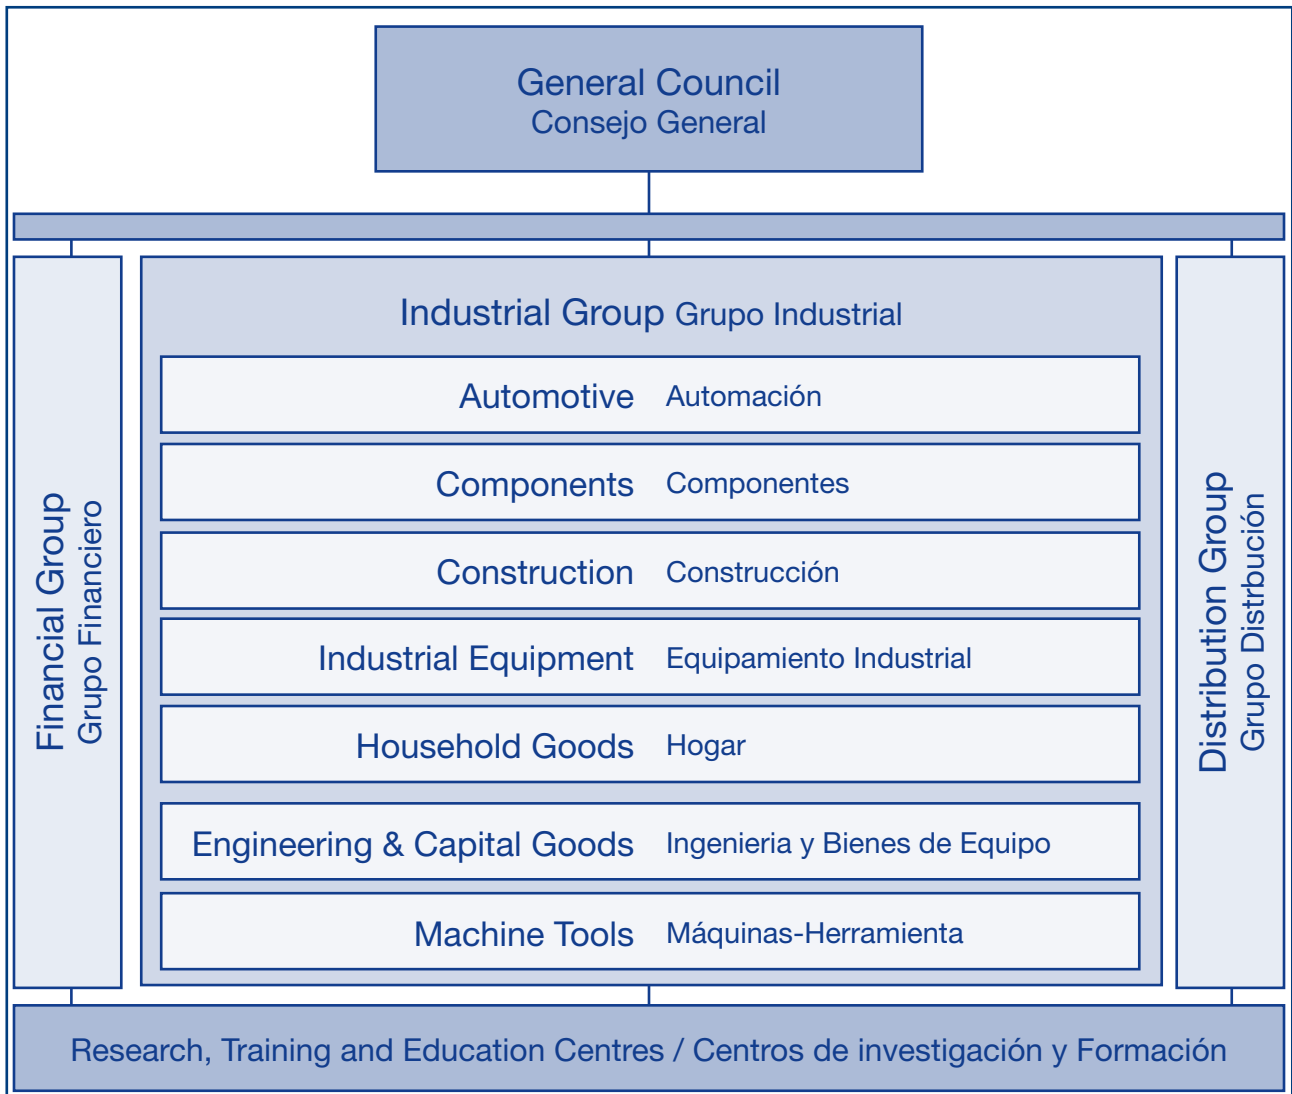 General Council
Consejo General
Financial Group
Grupo Financiero
Industrial Group Grupo Industrial
Automotive Automación
Components Componentes
Construction Construcción
Industrial Equipment Equipamiento Industrial
Household Goods Hogar
Engineering & Capital Goods Ingenieria y Bienes de Equipo
Machine Tools Máquinas-Herramienta
Distribution Group
Grupo Distrbución
Research, Training and Education Centres / Centros de investigación y Formación